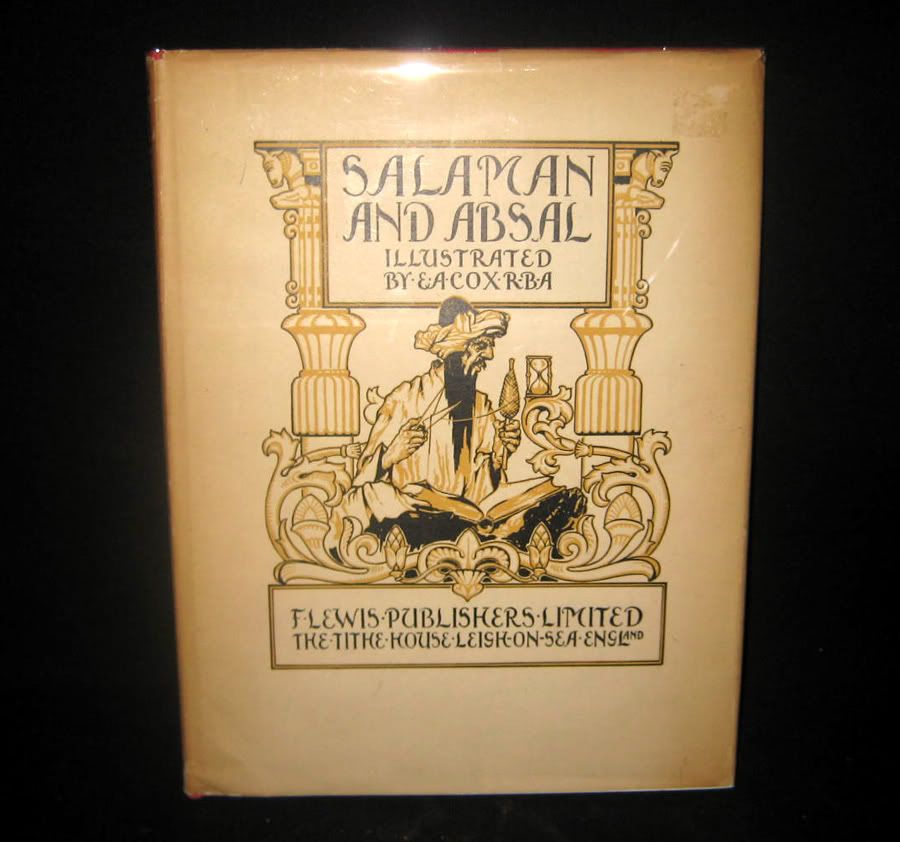 SALAMAN
AND ABSAL
ILLUSTRATED
BY·E·A·COX·R·B·A
F·LEWIS·PUBLISHERS·LIMITED
THE·TITHE·HOUSE·LEIGH·ON·SEA·ENGLAND